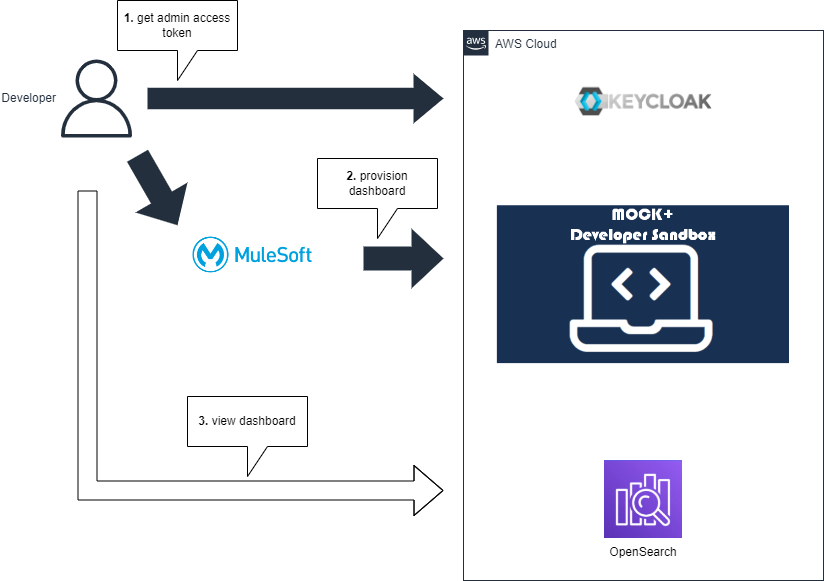 1. get admin access
token
aws
AWS Cloud
Developer
KEYCLOAK
2. provision
dashboard
MOCK+
Developer Sandbox
MuleSoft
3. view dashboard
OpenSearch